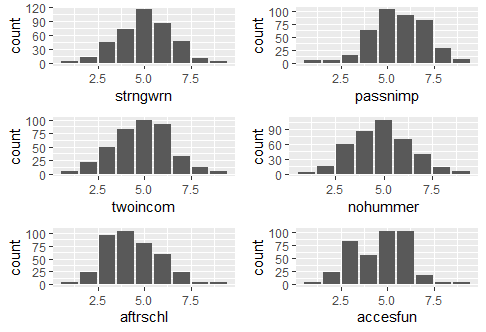 120
90
60
30
0
count
2.5 5.0 7.5
strngwrn
100
75
50
25
0
count
2.5 5.0 7.5
passnimp
100
75
50
25
0
count
2.5 5.0 7.5
twoincom
90
60
30
0
count
2.5 5.0 7.5
nohummer
100
75
50
25
0
count
2.5 5.0 7.5
aftrschl
100
75
50
25
0
count
2.5 5.0 7.5
accesfun